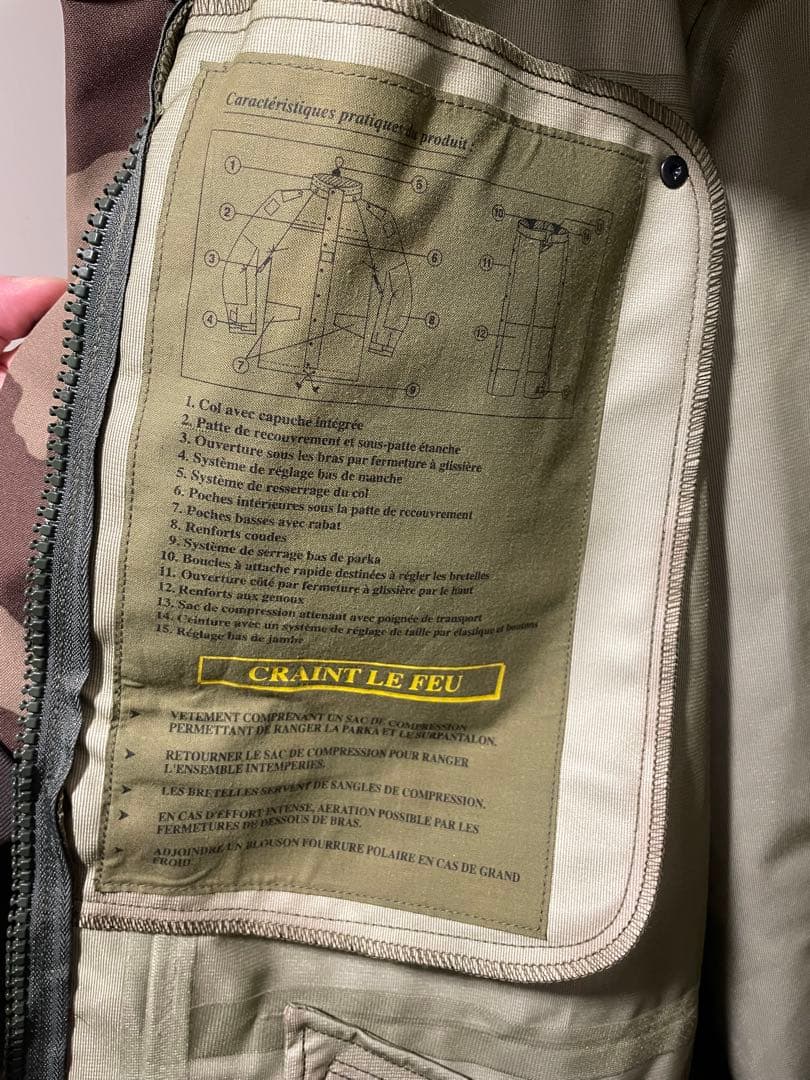 Caractéristiques pratiques du produit :
1
5
2
10
3
6
11
4
8
12
7
9
1. Col avec capuche intégrée
2. Patte de recouvrement et sous-patte étanche
3. Ouverture sous les bras par fermeture à glissière
4. Système de réglage bas de manche
5. Système de resserrage du col
6. Poches intérieures sous la patte de recouvrement
7. Poches basses avec rabat
8. Renforts coudes
9. Système de serrage bas de parka
10. Boucles à attache rapide destinées à régler les bretelles
11. Ouverture côté par fermeture à glissière par le haut
12. Renforts aux genoux
13. Sac de compression attenant avec poignée de transport
14. Ceinture avec un système de réglage de taille par élastique et boutons
15. Réglage bas de jambe
CRAINT LE FEU
➤ VETEMENT COMPRENANT UN SAC DE COMPRESSION
PERMETTANT DE RANGER LA PARKA ET LE SURPANTALON.
➤ RETOURNER LE SAC DE COMPRESSION POUR RANGER
L'ENSEMBLE INTEMPERIES.
➤ LES BRETELLES SERVENT DE SANGLES DE COMPRESSION.
➤ EN CAS D'EFFORT INTENSE, AERATION POSSIBLE PAR LES
FERMETURES DE DESSOUS DE BRAS.
➤ ADJOINDRE UN BLOUSON FOURRURE POLAIRE EN CAS DE GRAND
FROID.